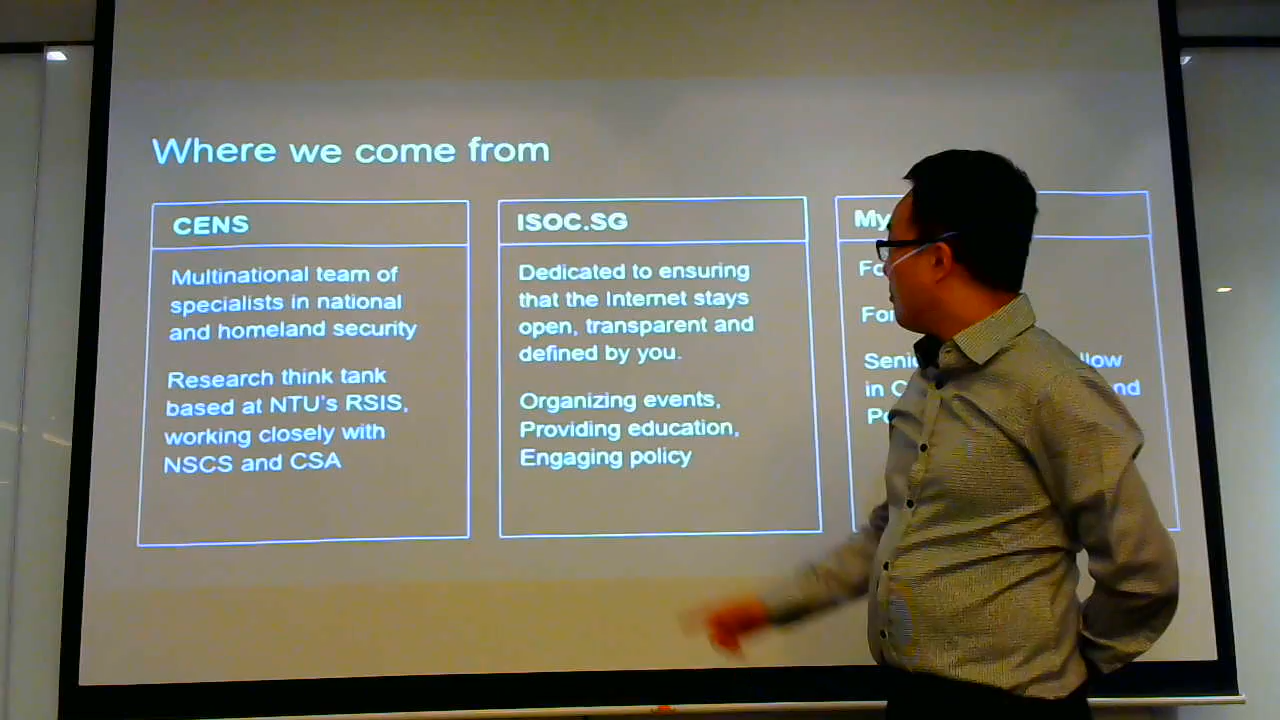 Where we come from
CENS
Multinational team of
specialists in national
and homeland security
Research think tank
based at NTU's RSIS,
working closely with
NSCS and CSA
ISOC.SG
Dedicated to ensuring
that the Internet stays
open, transparent and
defined by you.
Organizing events,
Providing education,
Engaging policy
My
in